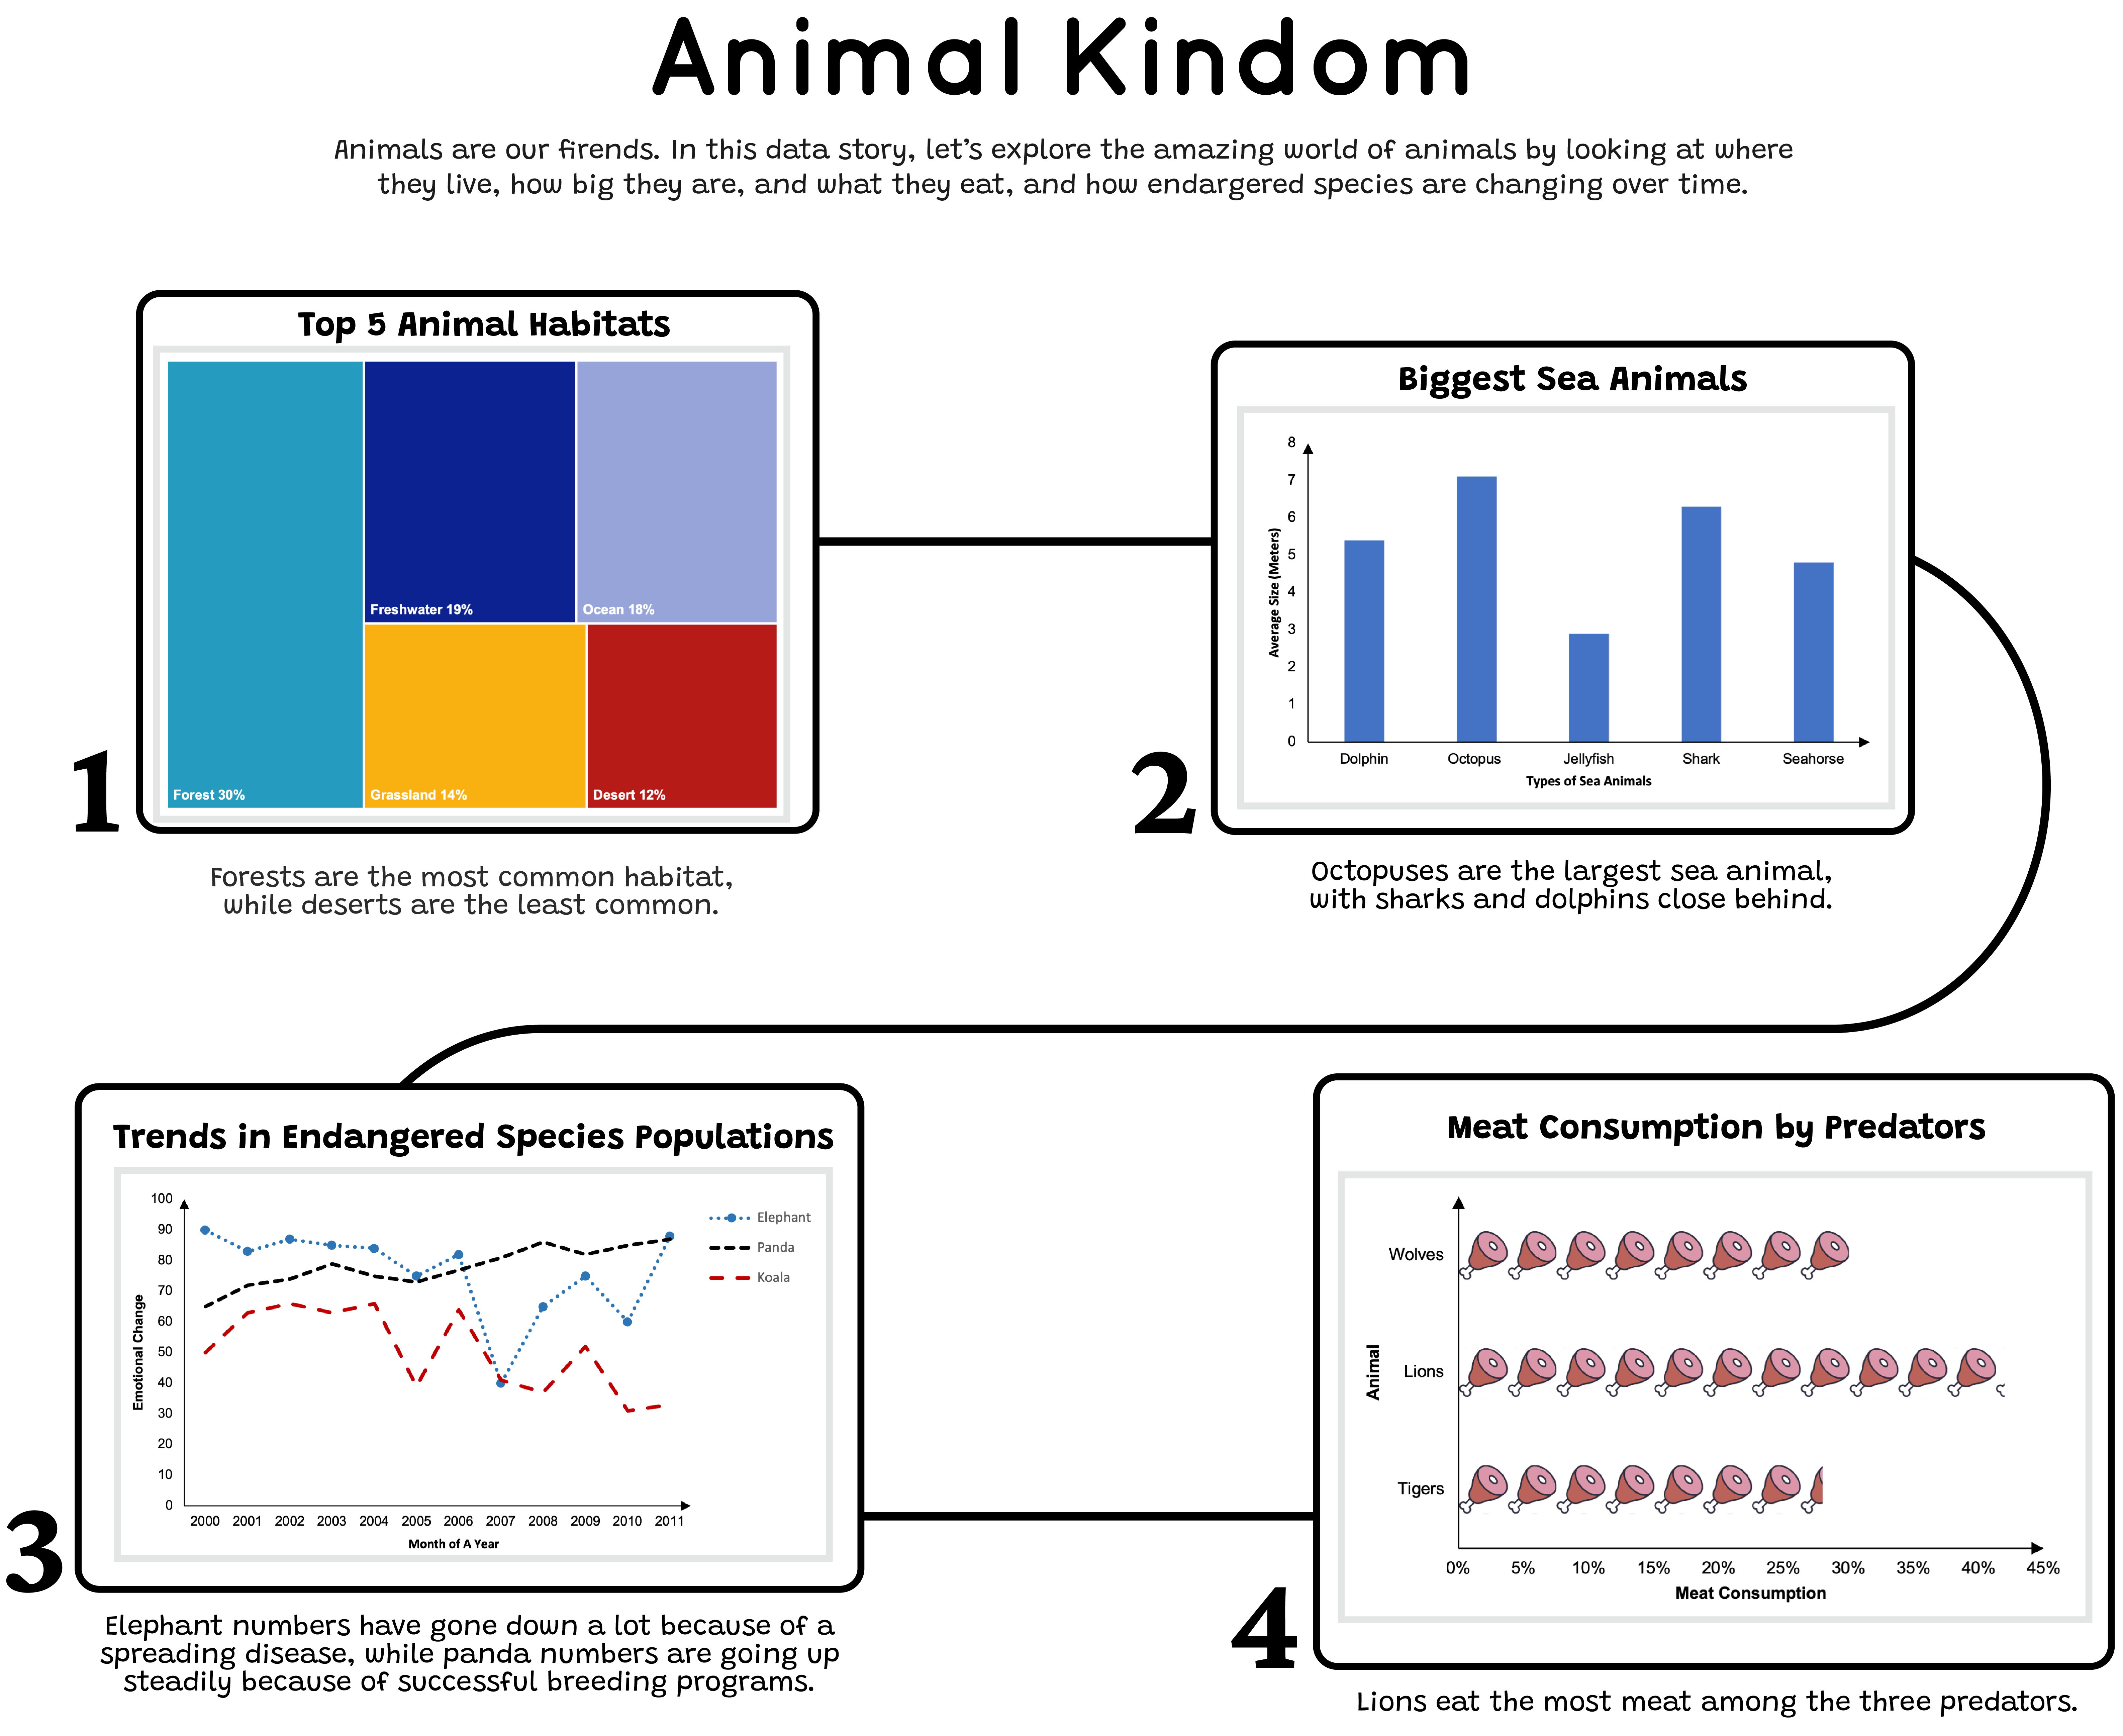 Animal Kindom
Animals are our firends. In this data story, let's explore the amazing world of animals by looking at where
they live, how big they are, and what they eat, and how endargered species are changing over time.
Top 5 Animal Habitats
Freshwater 19%
Ocean 18%
Forest 30%
Grassland 14%
Desert 12%
1
Forests are the most common habitat,
while deserts are the least common.
Biggest Sea Animals
8
7
6
5
4
3
2
1
0
Average Size (Meters)
Dolphin Octopus Jellyfish Shark Seahorse
Types of Sea Animals
2
Octopuses are the largest sea animal,
with sharks and dolphins close behind.
Trends in Endangered Species Populations
100
90
80
70
60
50
40
30
20
10
0
Emotional Change
Elephant
Panda
Koala
2000 2001 2002 2003 2004 2005 2006 2007 2008 2009 2010 2011
Month of A Year
3
Elephant numbers have gone down a lot because of a
spreading disease, while panda numbers are going up
steadily because of successful breeding programs.
Meat Consumption by Predators
Wolves
Lions
Tigers
Animal
0% 5% 10% 15% 20% 25% 30% 35% 40% 45%
Meat Consumption
4
Lions eat the most meat among the three predators.